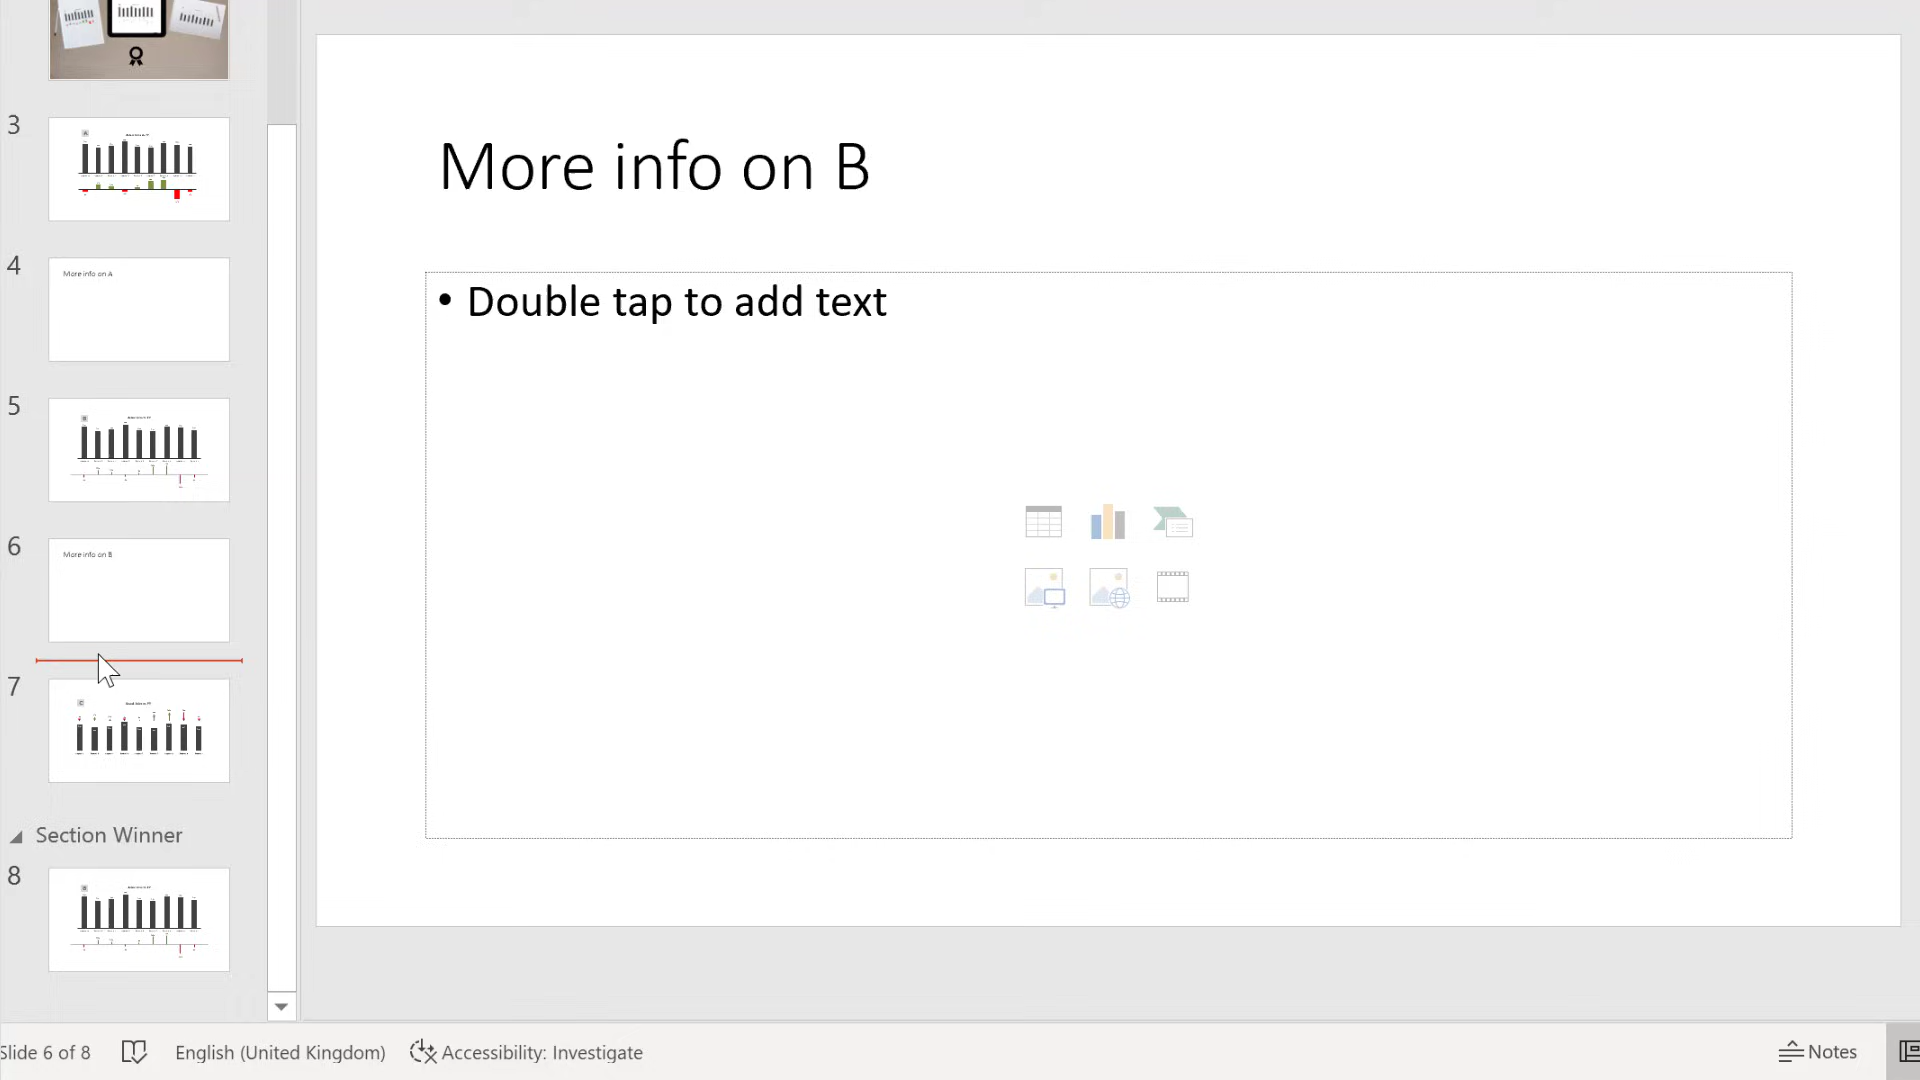 3
A
4
More info on A
5
B
6
More info on B
7
C
Section Winner
8
B
More info on B
• Double tap to add text
Slide 6 of 8
English (United Kingdom)
Accessibility: Investigate
Notes